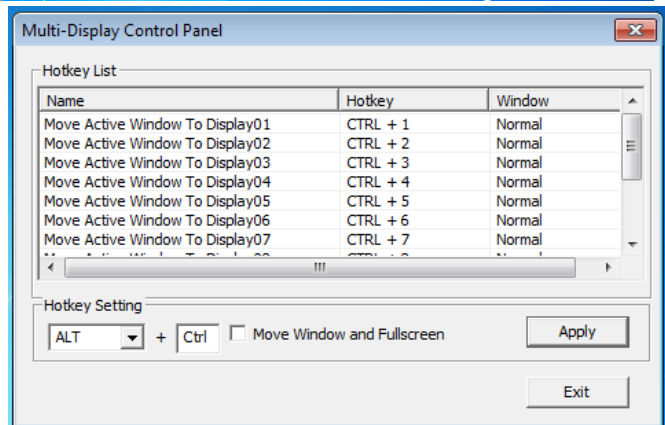 Multi-Display Control Panel
Hotkey List
Name Hotkey Window
Move Active Window To Display01 CTRL + 1 Normal
Move Active Window To Display02 CTRL + 2 Normal
Move Active Window To Display03 CTRL + 3 Normal
Move Active Window To Display04 CTRL + 4 Normal
Move Active Window To Display05 CTRL + 5 Normal
Move Active Window To Display06 CTRL + 6 Normal
Move Active Window To Display07 CTRL + 7 Normal
Hotkey Setting
ALT + Ctrl Move Window and Fullscreen Apply
Exit